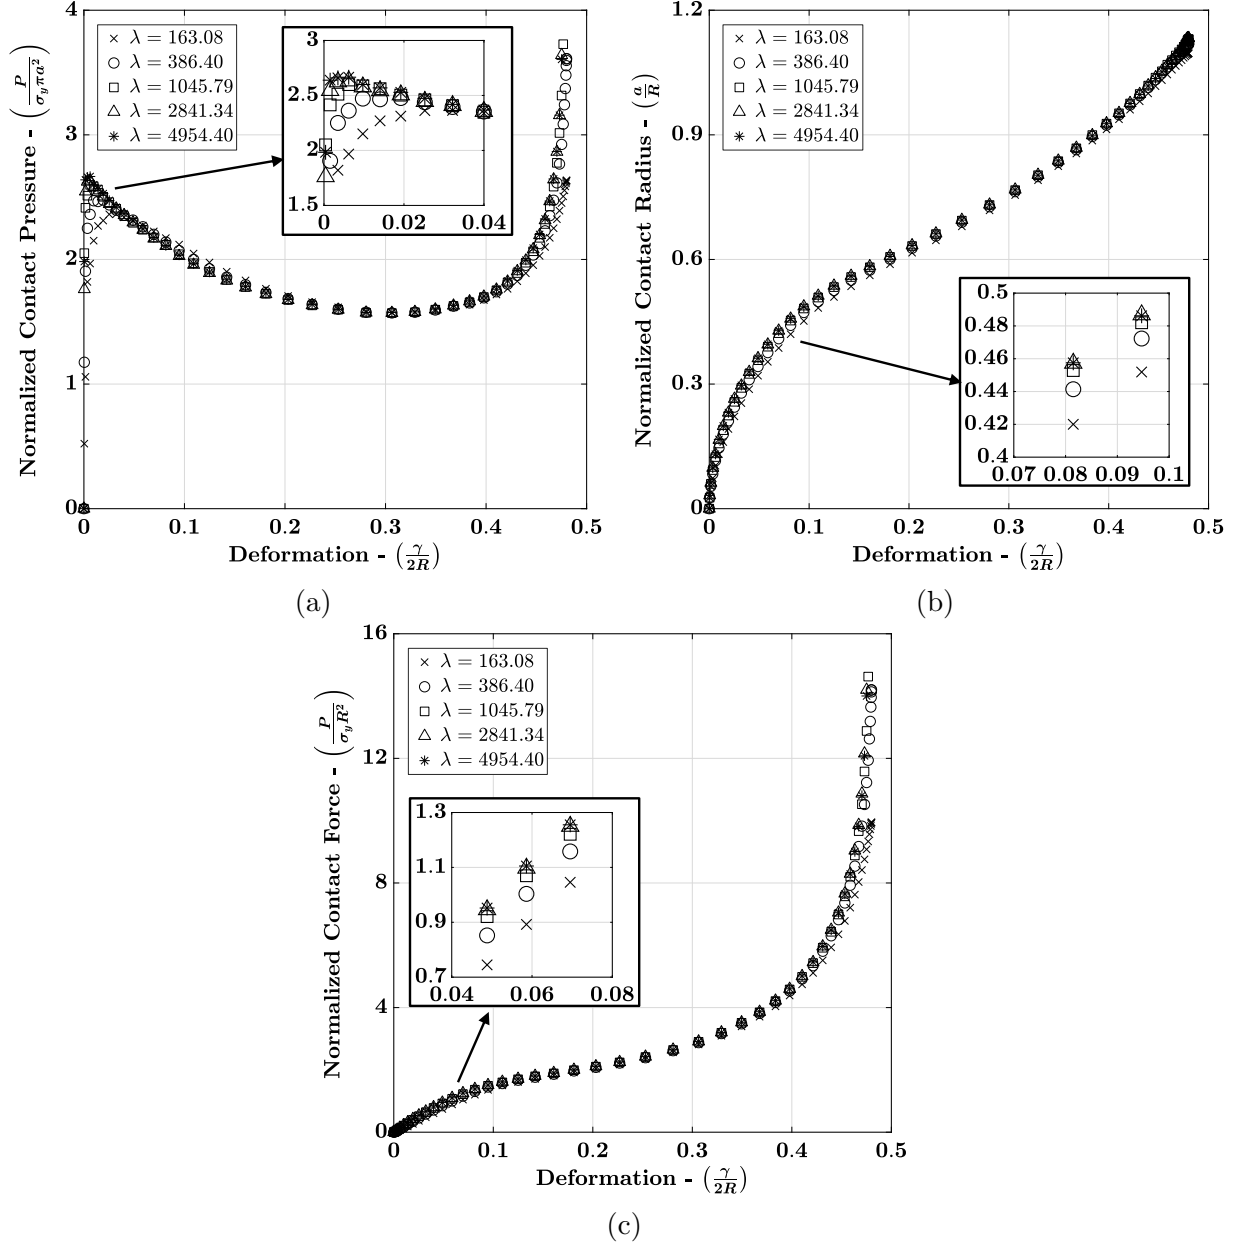 Normalized Contact Pressure - (P/σ_yπa²)
4
3
2
1
0
λ = 163.08
λ = 386.40
λ = 1045.79
λ = 2841.34
λ = 4954.40
3
2.5
2
1.5
0 0.02 0.04
0 0.1 0.2 0.3 0.4 0.5
Deformation - (γ/2R)
(a)
Normalized Contact Radius - (a/R)
1.2
0.9
0.6
0.3
0
λ = 163.08
λ = 386.40
λ = 1045.79
λ = 2841.34
λ = 4954.40
0.5
0.48
0.46
0.44
0.42
0.4
0.07 0.08 0.09 0.1
0 0.1 0.2 0.3 0.4 0.5
Deformation - (γ/2R)
(b)
Normalized Contact Force - (P/σ_yR²)
16
12
8
4
0
λ = 163.08
λ = 386.40
λ = 1045.79
λ = 2841.34
λ = 4954.40
1.3
1.1
0.9
0.7
0.04 0.06 0.08
0 0.1 0.2 0.3 0.4 0.5
Deformation - (γ/2R)
(c)